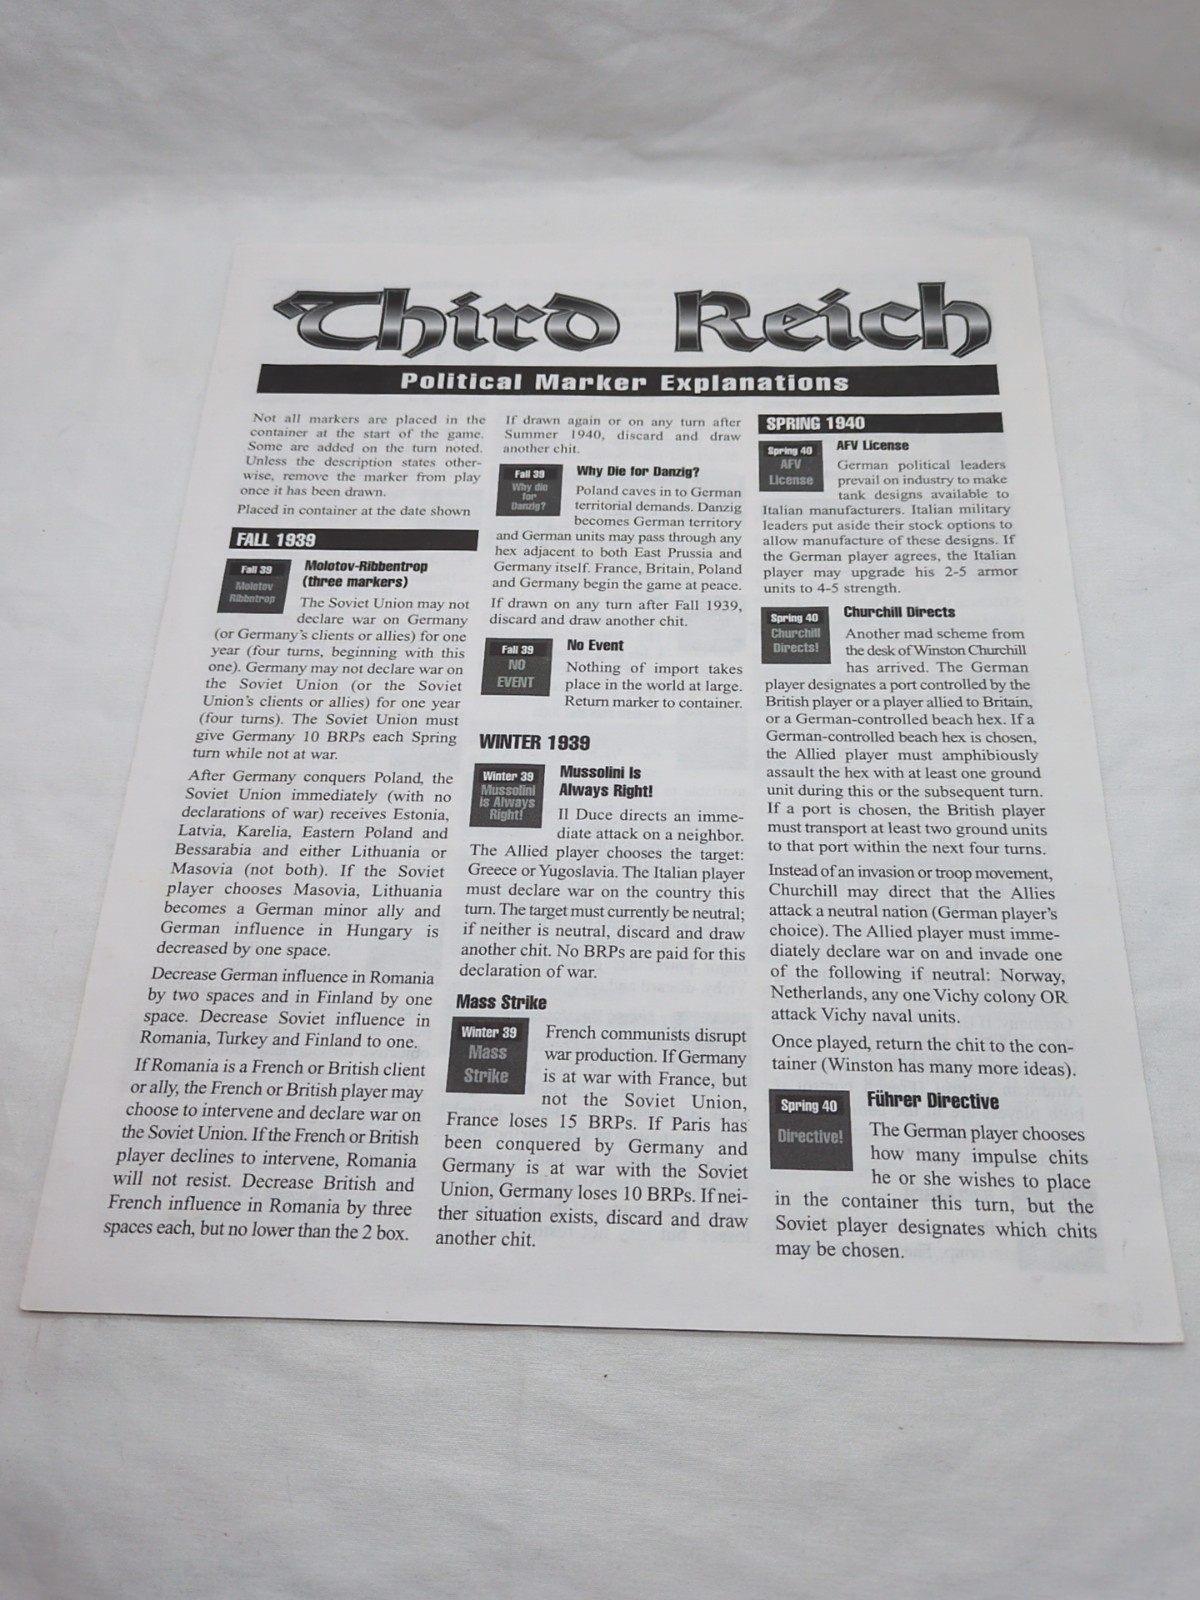 Third Reich
Political Marker Explanations
Not all markers are placed in the
container at the start of the game.
Some are added on the turn noted.
Unless the description states other-
wise, remove the marker from play
once it has been drawn.
Placed in container at the date shown
FALL 1939
Fall 39
Molotov
Ribbntrop
Molotov-Ribbentrop
(three markers)
The Soviet Union may not
declare war on Germany
(or Germany's clients or allies) for one
year (four turns, beginning with this
one). Germany may not declare war on
the Soviet Union (or the Soviet
Union's clients or allies) for one year
(four turns). The Soviet Union must
give Germany 10 BRPs each Spring
turn while not at war.
After Germany conquers Poland, the
Soviet Union immediately (with no
declarations of war) receives Estonia,
Latvia, Karelia, Eastern Poland and
Bessarabia and either Lithuania or
Masovia (not both). If the Soviet
player chooses Masovia, Lithuania
becomes a German minor ally and
German influence in Hungary is
decreased by one space.
Decrease German influence in Romania
by two spaces and in Finland by one
space. Decrease Soviet influence in
Romania, Turkey and Finland to one.
If Romania is a French or British client
or ally, the French or British player may
choose to intervene and declare war on
the Soviet Union. If the French or British
player declines to intervene, Romania
will not resist. Decrease British and
French influence in Romania by three
spaces each, but no lower than the 2 box.
If drawn again or on any turn after
Summer 1940, discard and draw
another chit.
Fall 39
Why die
for
Danzig?
Why Die for Danzig?
Poland caves in to German
territorial demands. Danzig
becomes German territory
and German units may pass through any
hex adjacent to both East Prussia and
Germany itself. France, Britain, Poland
and Germany begin the game at peace.
If drawn on any turn after Fall 1939,
discard and draw another chit.
Fall 39
NO
EVENT
No Event
Nothing of import takes
place in the world at large.
Return marker to container.
WINTER 1939
Winter 39
Mussolini
Is Always
Right!
Mussolini Is
Always Right!
Il Duce directs an imme-
diate attack on a neighbor.
The Allied player chooses the target:
Greece or Yugoslavia. The Italian player
must declare war on the country this
turn. The target must currently be neutral;
if neither is neutral, discard and draw
another chit. No BRPs are paid for this
declaration of war.
Mass Strike
Winter 39
Mass
Strike
French communists disrupt
war production. If Germany
is at war with France, but
not the Soviet Union,
France loses 15 BRPs. If Paris has
been conquered by Germany and
Germany is at war with the Soviet
Union, Germany loses 10 BRPs. If nei-
ther situation exists, discard and draw
another chit.
SPRING 1940
Spring 40
AFV
License
AFV License
German political leaders
prevail on industry to make
tank designs available to
Italian manufacturers. Italian military
leaders put aside their stock options to
allow manufacture of these designs. If
the German player agrees, the Italian
player may upgrade his 2-5 armor
units to 4-5 strength.
Spring 40
Churchill
Directs!
Churchill Directs
Another mad scheme from
the desk of Winston Churchill
has arrived. The German
player designates a port controlled by the
British player or a player allied to Britain,
or a German-controlled beach hex. If a
German-controlled beach hex is chosen,
the Allied player must amphibiously
assault the hex with at least one ground
unit during this or the subsequent turn.
If a port is chosen, the British player
must transport at least two ground units
to that port within the next four turns.
Instead of an invasion or troop movement,
Churchill may direct that the Allies
attack a neutral nation (German player's
choice). The Allied player must imme-
diately declare war on and invade one
of the following if neutral: Norway,
Netherlands, any one Vichy colony OR
attack Vichy naval units.
Once played, return the chit to the con-
tainer (Winston has many more ideas).
Spring 40
Directive!
Führer Directive
The German player chooses
how many impulse chits
he or she wishes to place
in the container this turn, but the
Soviet player designates which chits
may be chosen.